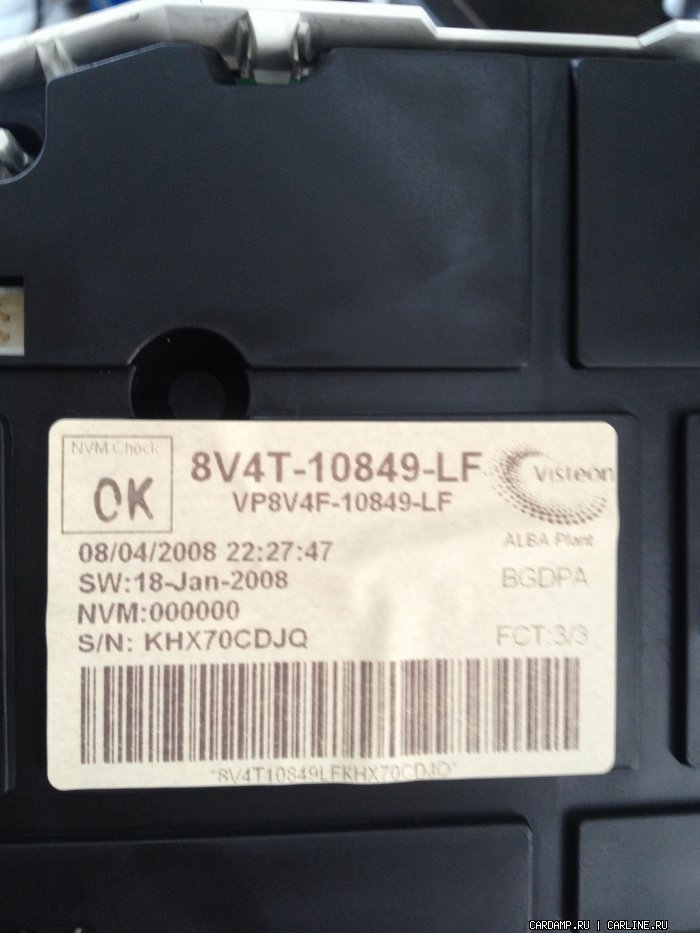 NVM Check
OK
8V4T-10849-LF
VP8V4F-10849-LF
Visteon
ALBA Plant
08/04/2008 22:27:47
SW:18-Jan-2008
BGDPA
NVM:000000
S/N: KHX70CDJQ
FCT:3/3
*8V4T10849LFKHX70CDJQ*
CARDAMP.RU | CARLINE.RU